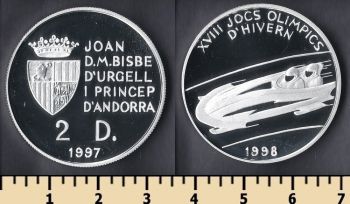 JOAN
D.M.BISBE
D'URGELL
I PRINCEP
D'ANDORRA
2 D.
1997
XVIII JOCS OLIMPICS
D'HIVERN
1998
1 2 3 4 5 6 7